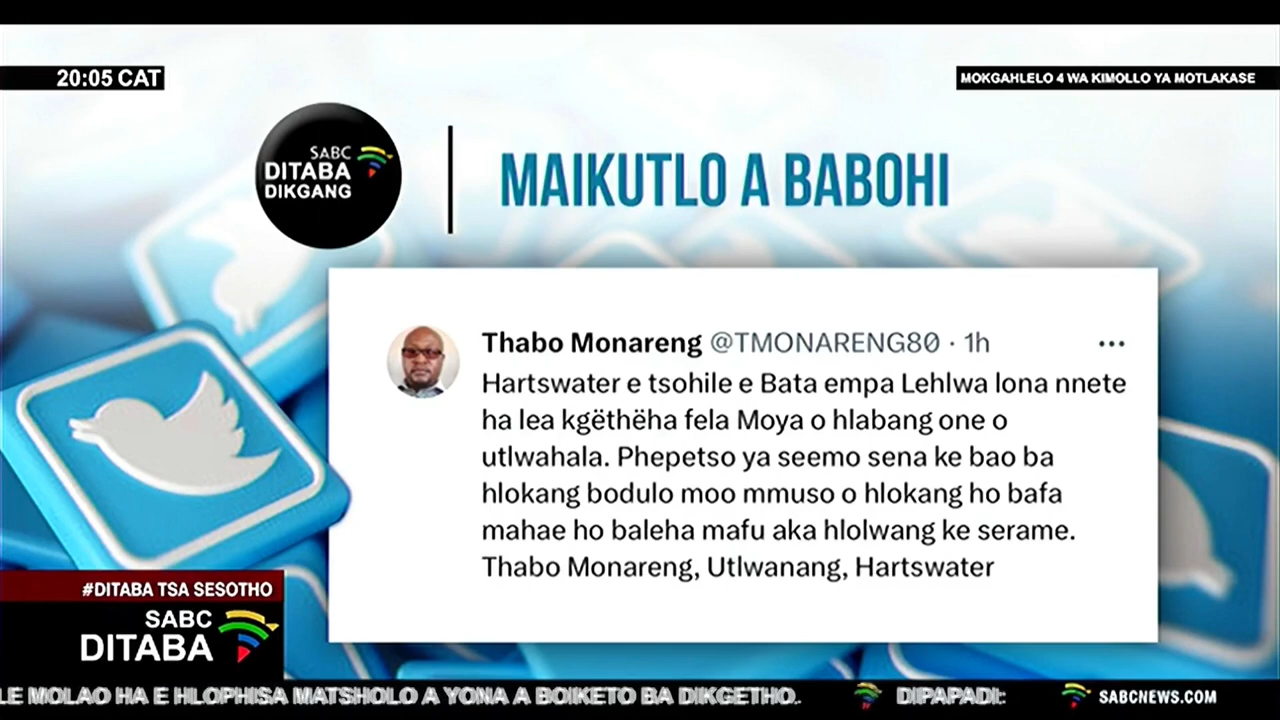 20:05 CAT
MOKGAHLELO 4 WA KIMOLLO YA MOTLAKASE
SABC
DITABA
DIKGANG
MAIKUTLO A BABOHI
Thabo Monareng @TMONARENG80 · 1h
Hartswater e tsohile e Bata empa Lehlwa lona nnete
ha lea kgëthëha fela Moya o hlabang one o
utlwahala. Phepetso ya seemo sena ke bao ba
hlokang bodulo moo mmuso o hlokang ho bafa
mahae ho baleha mafu aka hlolwang ke serame.
Thabo Monareng, Utlwanang, Hartswater
#DITABA TSA SESOTHO
SABC
DITABA
LE MOLAO HA E HLOPHISA MATSHOLO A YONA A BOIKETO BA DIKGETHO. DIPAPADI: SABCNEWS.COM